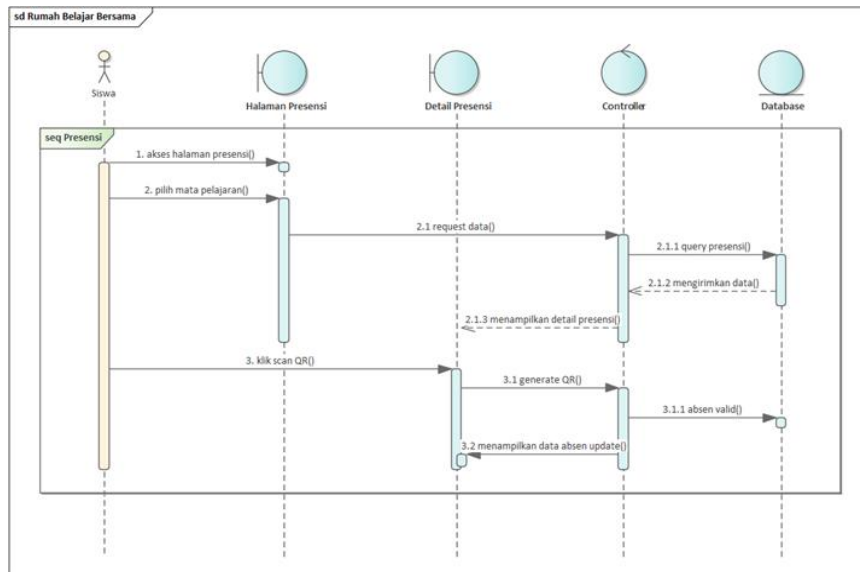 sd Rumah Belajar Bersama
Siswa
Halaman Presensi
Detail Presensi
Controller
Database
seq Presensi
1. akses halaman presensi()
2. pilih mata pelajaran()
2.1 request data()
2.1.1 query presensi()
2.1.2 mengirimkan data()
2.1.3 menampilkan detail presensi()
3. klik scan QR()
3.1 generate QR()
3.1.1 absen valid()
3.2 menampilkan data absen update()